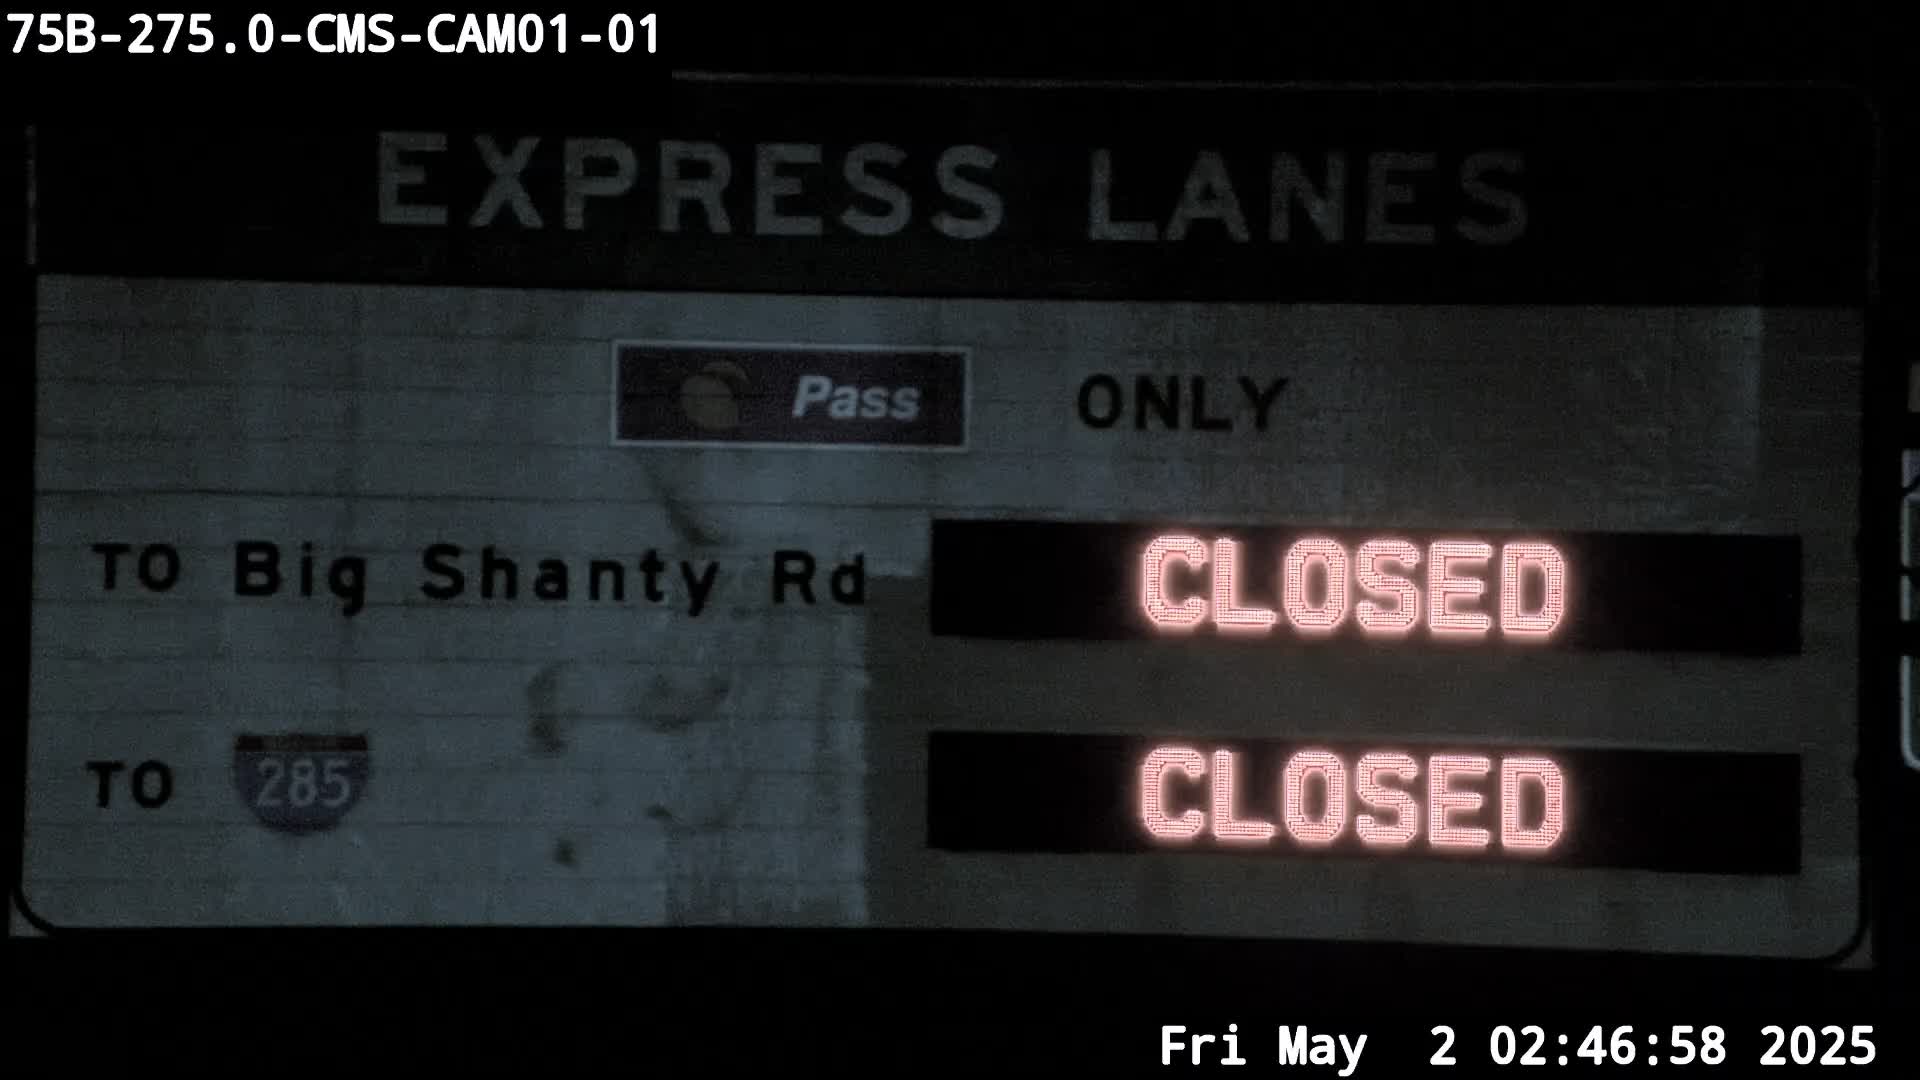 75B-275.0-CMS-CAM01-01
EXPRESS LANES
Pass ONLY
TO Big Shanty Rd CLOSED
TO 285 CLOSED
Fri May 2 02:46:58 2025